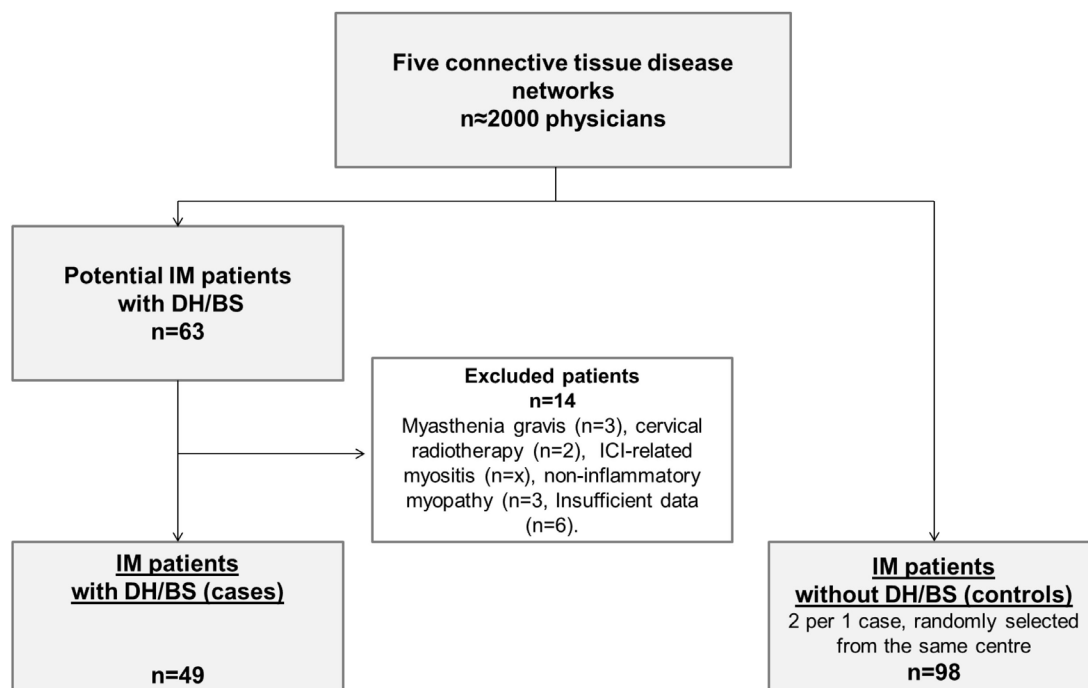 Five connective tissue disease
networks
n≈2000 physicians
Potential IM patients
with DH/BS
n=63
Excluded patients
n=14
Myasthenia gravis (n=3), cervical
radiotherapy (n=2), ICI-related
myositis (n=x), non-inflammatory
myopathy (n=3, Insufficient data
(n=6).
IM patients
with DH/BS (cases)
n=49
IM patients
without DH/BS (controls)
2 per 1 case, randomly selected
from the same centre
n=98